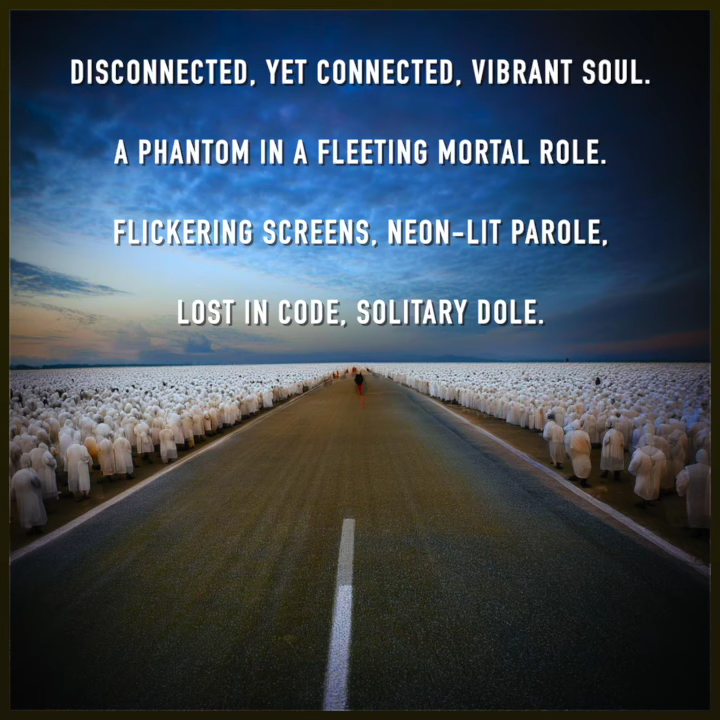 DISCONNECTED, YET CONNECTED, VIBRANT SOUL.
A PHANTOM IN A FLEETING MORTAL ROLE.
FLICKERING SCREENS, NEON-LIT PAROLE,
LOST IN CODE, SOLITARY DOLE.